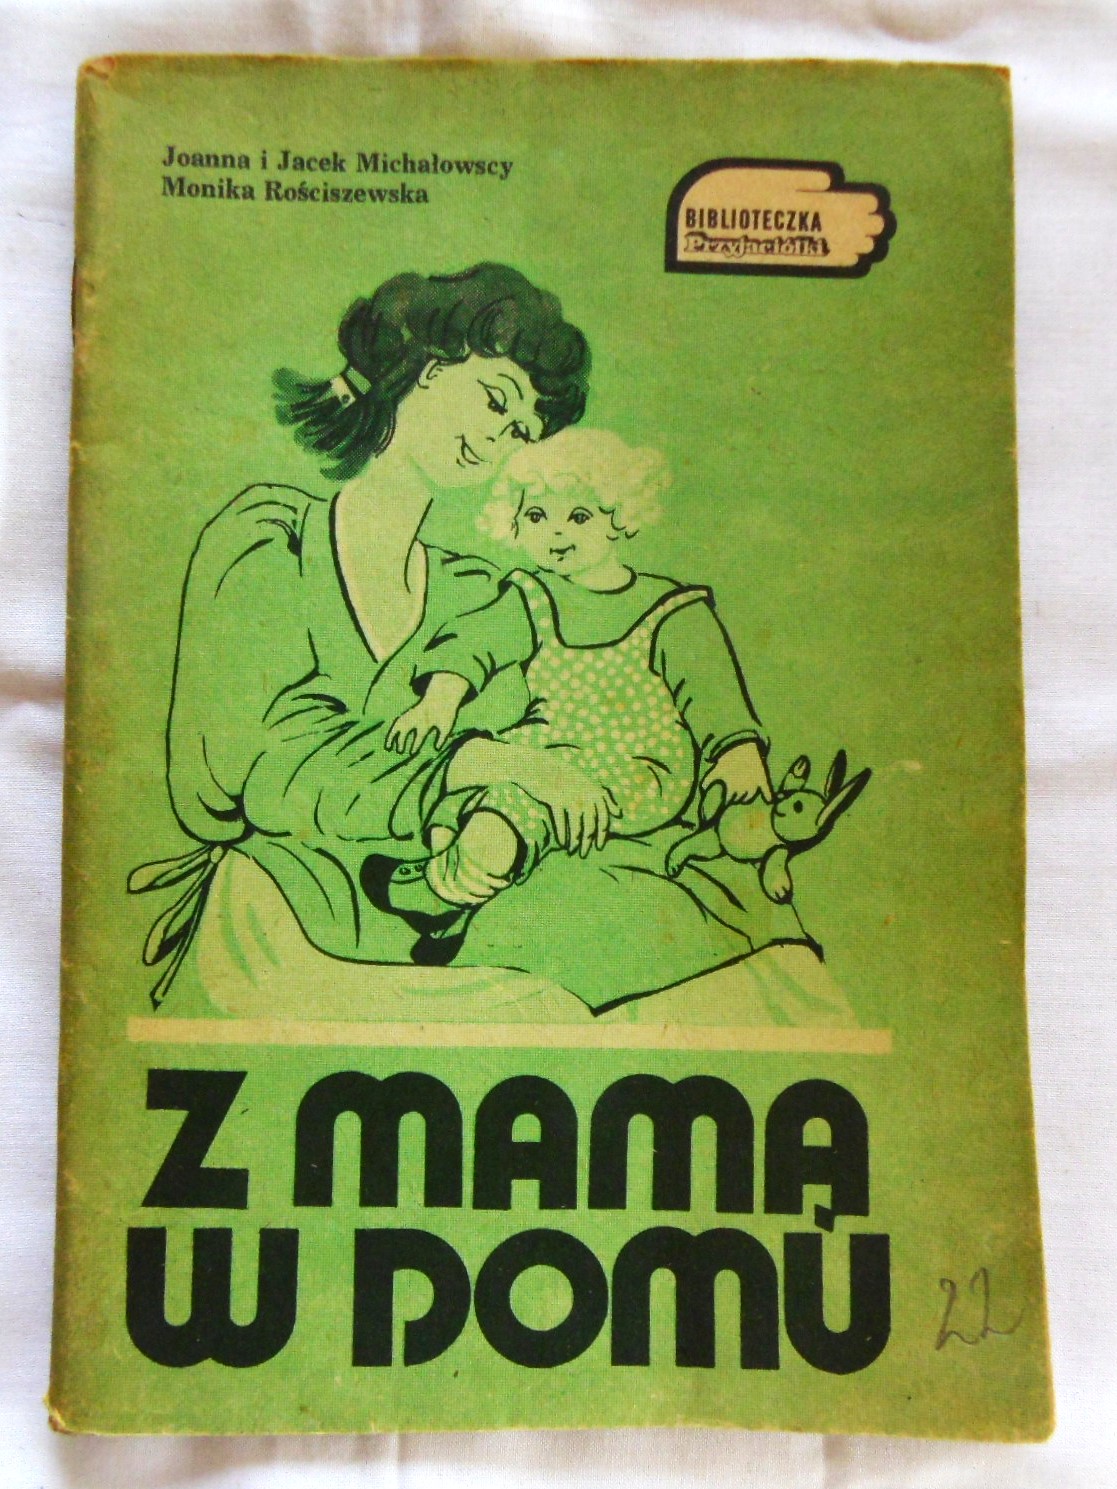 Joanna i Jacek Michałowscy
Monika Rościszewska
BIBLIOTECZKA
Przyjaciółki
Z MAMĄ
W DOMU
22